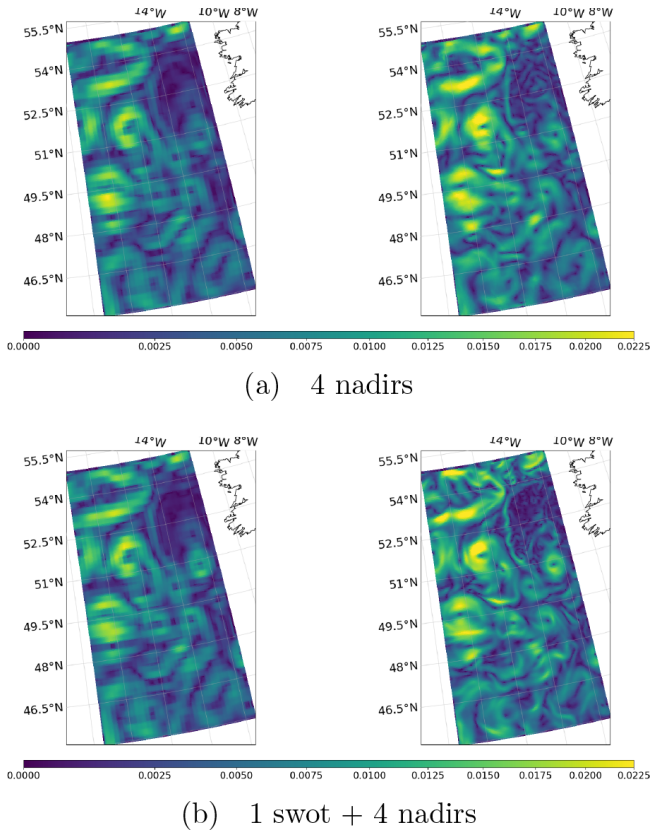 14°W 10°W 8°W 14°W 10°W 8°W
55.5°N 55.5°N
54°N 54°N
52.5°N 52.5°N
51°N 51°N
49.5°N 49.5°N
48°N 48°N
46.5°N 46.5°N
0.0000 0.0025 0.0050 0.0075 0.0100 0.0125 0.0150 0.0175 0.0200 0.0225
(a) 4 nadirs
14°W 10°W 8°W 14°W 10°W 8°W
55.5°N 55.5°N
54°N 54°N
52.5°N 52.5°N
51°N 51°N
49.5°N 49.5°N
48°N 48°N
46.5°N 46.5°N
0.0000 0.0025 0.0050 0.0075 0.0100 0.0125 0.0150 0.0175 0.0200 0.0225
(b) 1 swot + 4 nadirs